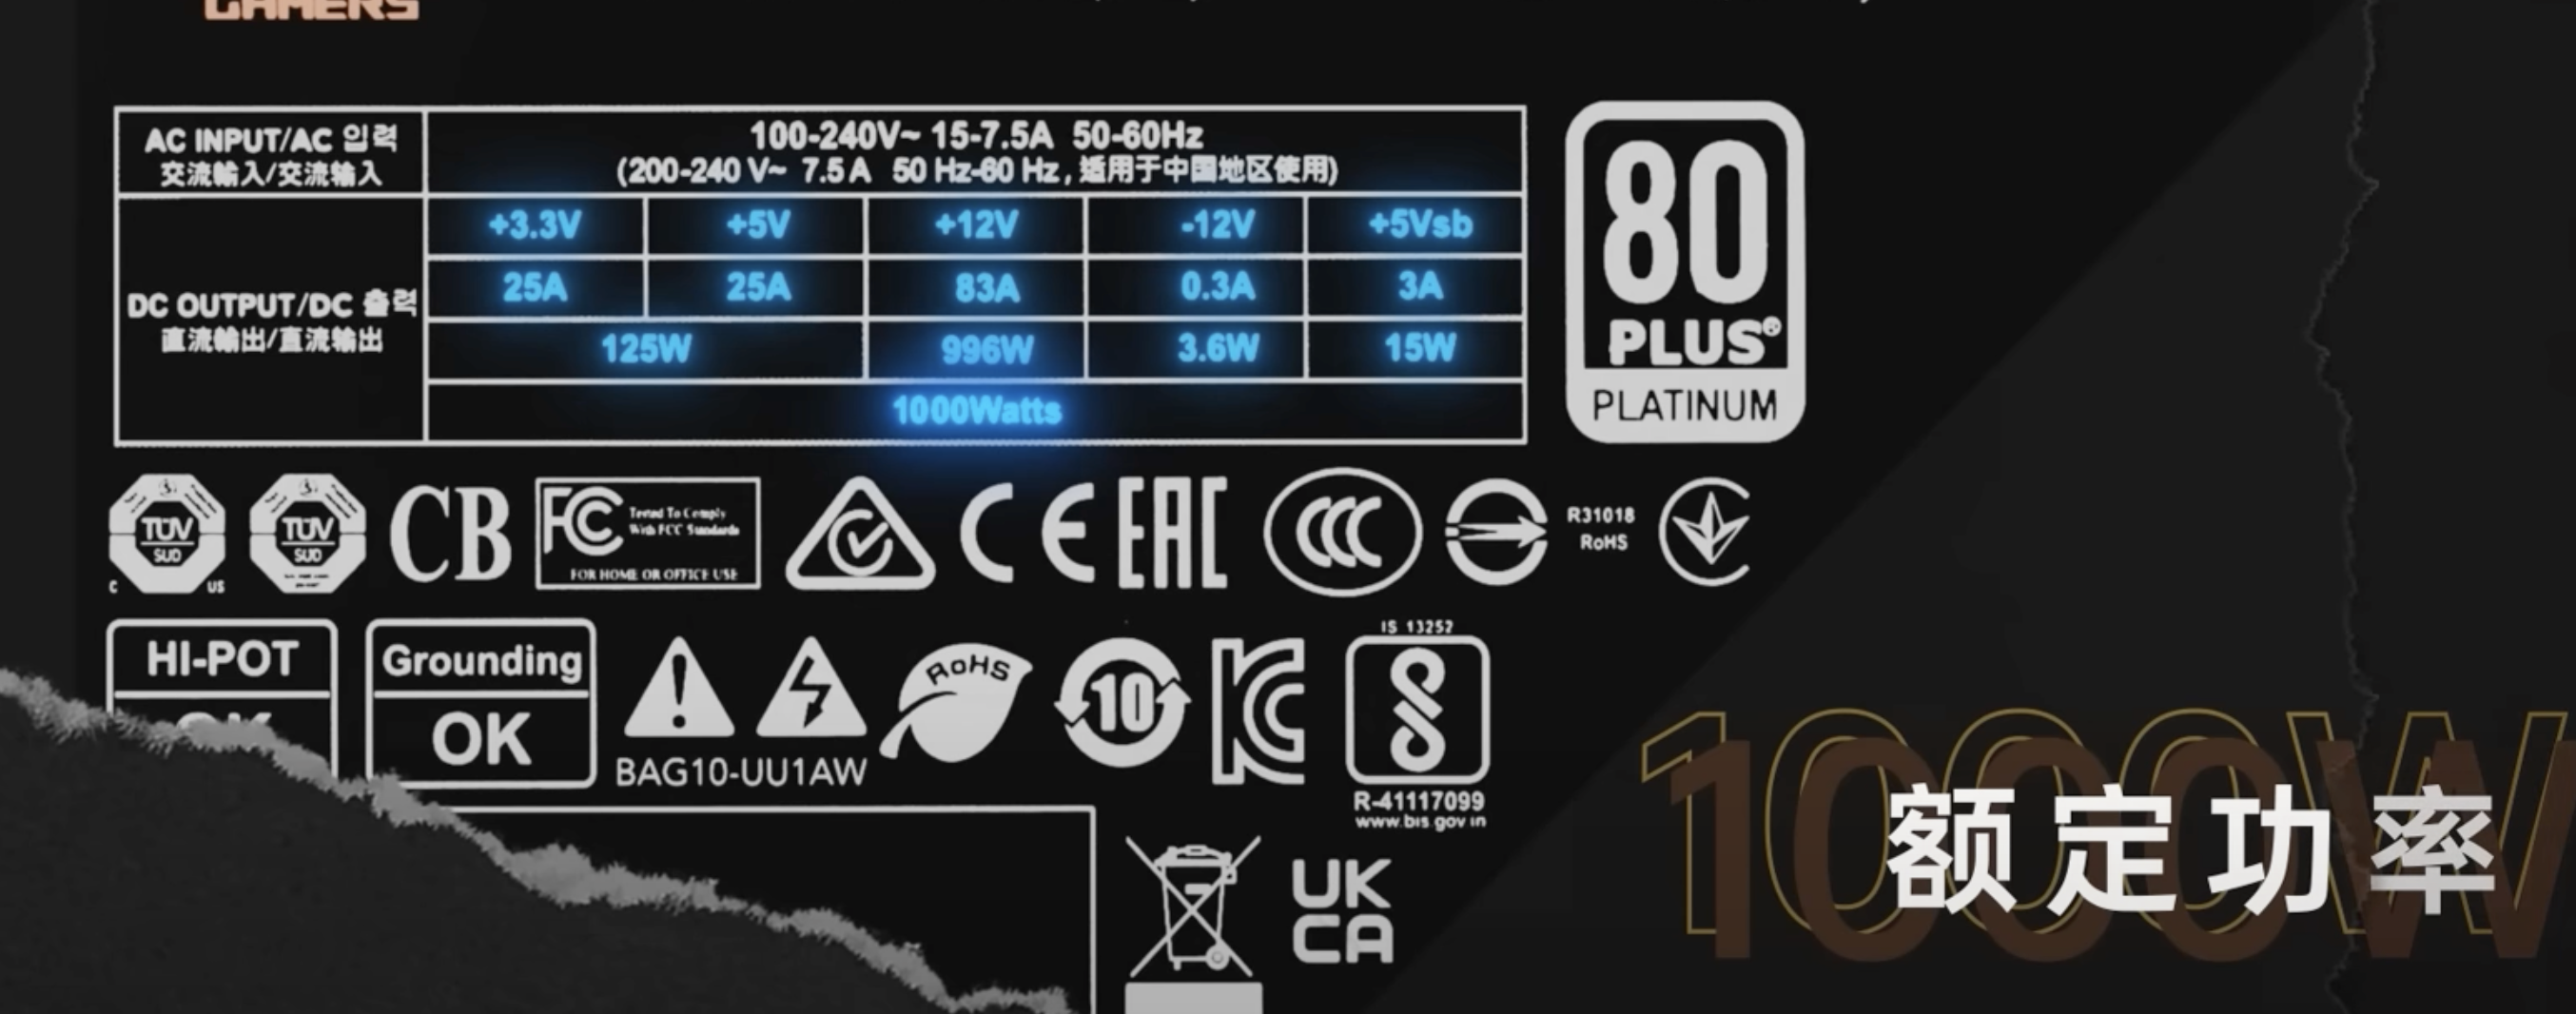 GAMERS
AC INPUT/AC 입력
交流輸入/交流输入
100-240V~ 15-7.5A 50-60Hz
(200-240 V~ 7.5 A 50 Hz-60 Hz , 适用于中国地区使用)
DC OUTPUT/DC 출력
直流輸出/直流输出
+3.3V +5V +12V -12V +5Vsb
25A 25A 83A 0.3A 3A
125W 996W 3.6W 15W
1000Watts
80
PLUS®
PLATINUM
TÜV
SUD
C US
TÜV
SUD
CB
FC
Tested To Comply
With FCC Standards
FOR HOME OR OFFICE USE
CE
EAC
CCC
R31018
RoHS
HI-POT
OK
Grounding
OK
BAG10-UU1AW
RoHS
10
KC
IS 13252
R-41117099
www.bis.gov.in
UK
CA
1000W
额定功率